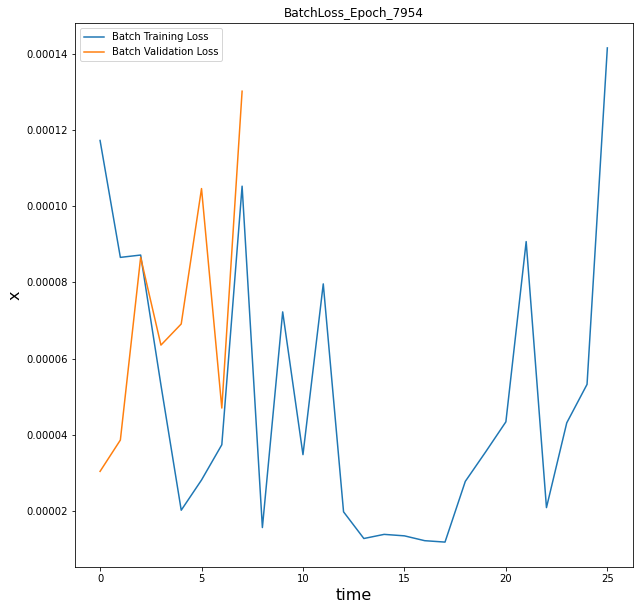 BatchLoss_Epoch_7954
Batch Training Loss
Batch Validation Loss
0.00014
0.00012
0.00010
0.00008
0.00006
0.00004
0.00002
x
0 5 10 15 20 25
time